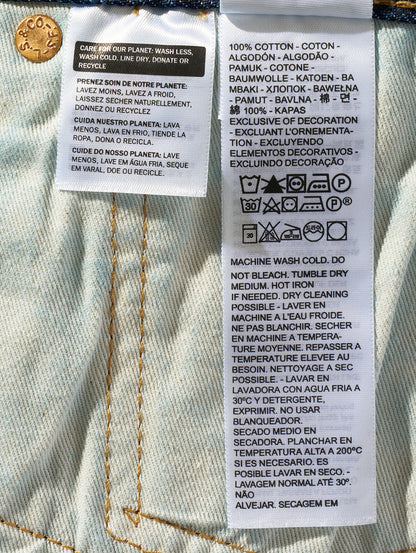 L.S.&CO.-S.F.
CARE FOR OUR PLANET: WASH LESS,
WASH COLD, LINE DRY, DONATE OR
RECYCLE
PRENEZ SOIN DE NOTRE PLANETE:
LAVEZ MOINS, LAVEZ A FROID,
LAISSEZ SECHER NATURELLEMENT,
DONNEZ OU RECYCLEZ
CUIDA NUESTRO PLANETA: LAVA
MENOS, LAVA EN FRIO, TIENDE LA
ROPA, DONA O RECICLA.
CUIDE DO NOSSO PLANETA: LAVE
MENOS, LAVE EM ÁGUA FRIA, SEQUE
EM VARAL, DOE OU RECICLE.
100% COTTON - COTON -
ALGODÓN - ALGODÃO -
PAMUK - COTONE -
BAUMWOLLE - KATOEN - BA
MBAKI - ХЛОПОК - BAWEŁNA
- PAMUT - BAVLNA - 棉 - 면 -
綿 100% - KAPAS
EXCLUSIVE OF DECORATION
- EXCLUANT L'ORNEMENTA-
TION - EXCLUYENDO
ELEMENTOS DECORATIVOS -
EXCLUINDO DECORAÇÃO
P
30 P®
30
MACHINE WASH COLD. DO
NOT BLEACH. TUMBLE DRY
MEDIUM. HOT IRON
IF NEEDED. DRY CLEANING
POSSIBLE - LAVER EN
MACHINE A L'EAU FROIDE.
NE PAS BLANCHIR. SECHER
EN MACHINE A TEMPERA-
TURE MOYENNE. REPASSER A
TEMPERATURE ELEVEE AU
BESOIN. NETTOYAGE A SEC
POSSIBLE. - LAVAR EN
LAVADORA CON AGUA FRIA A
30ºC Y DETERGENTE,
EXPRIMIR. NO USAR
BLANQUEADOR.
SECADO MEDIO EN
SECADORA. PLANCHAR EN
TEMPERATURA ALTA A 200ºC
SI ES NECESARIO. ES
POSIBLE LAVAR EN SECO. -
LAVAGEM NORMAL ATÉ 30º.
NÃO
ALVEJAR. SECAGEM EM